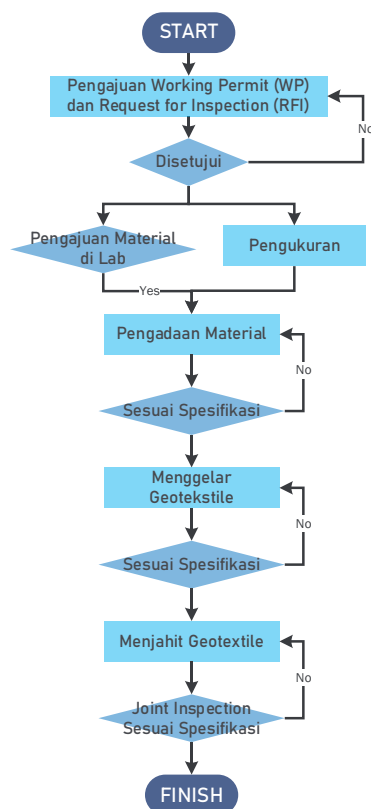 START
Pengajuan Working Permit (WP)
dan Request for Inspection (RFI)
No
Disetujui
Pengajuan Material
di Lab
Pengukuran
Yes
Pengadaan Material
No
Sesuai Spesifikasi
Menggelar
Geotekstile
No
Sesuai Spesifikasi
Menjahit Geotextile
No
Joint Inspection
Sesuai Spesifikasi
FINISH